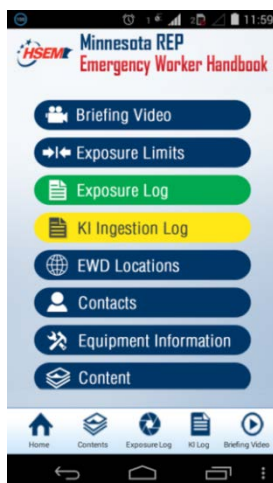 11:59
HSEM
Minnesota REP
Emergency Worker Handbook
Briefing Video
Exposure Limits
Exposure Log
KI Ingestion Log
EWD Locations
Contacts
Equipment Information
Content
Home Contents Exposure Log KI Log Briefing Video